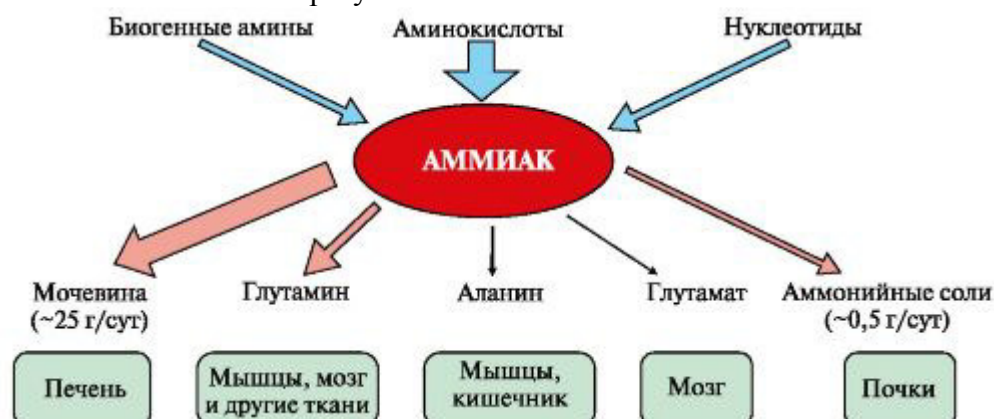 Биогенные амины
Аминокислоты
Нуклеотиды
АММИАК
Мочевина
(~25 г/сут)
Глутамин
Аланин
Глутамат
Аммонийные соли
(~0,5 г/сут)
Печень
Мышцы, мозг
и другие ткани
Мышцы,
кишечник
Мозг
Почки